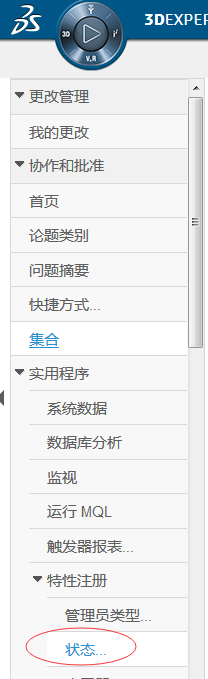 3DEXPER
3D
V,R
i²
更改管理
我的更改
协作和批准
首页
论题类别
问题摘要
快捷方式...
集合
实用程序
系统数据
数据库分析
监视
运行 MQL
触发器报表...
特性注册
管理员类型...
状态...